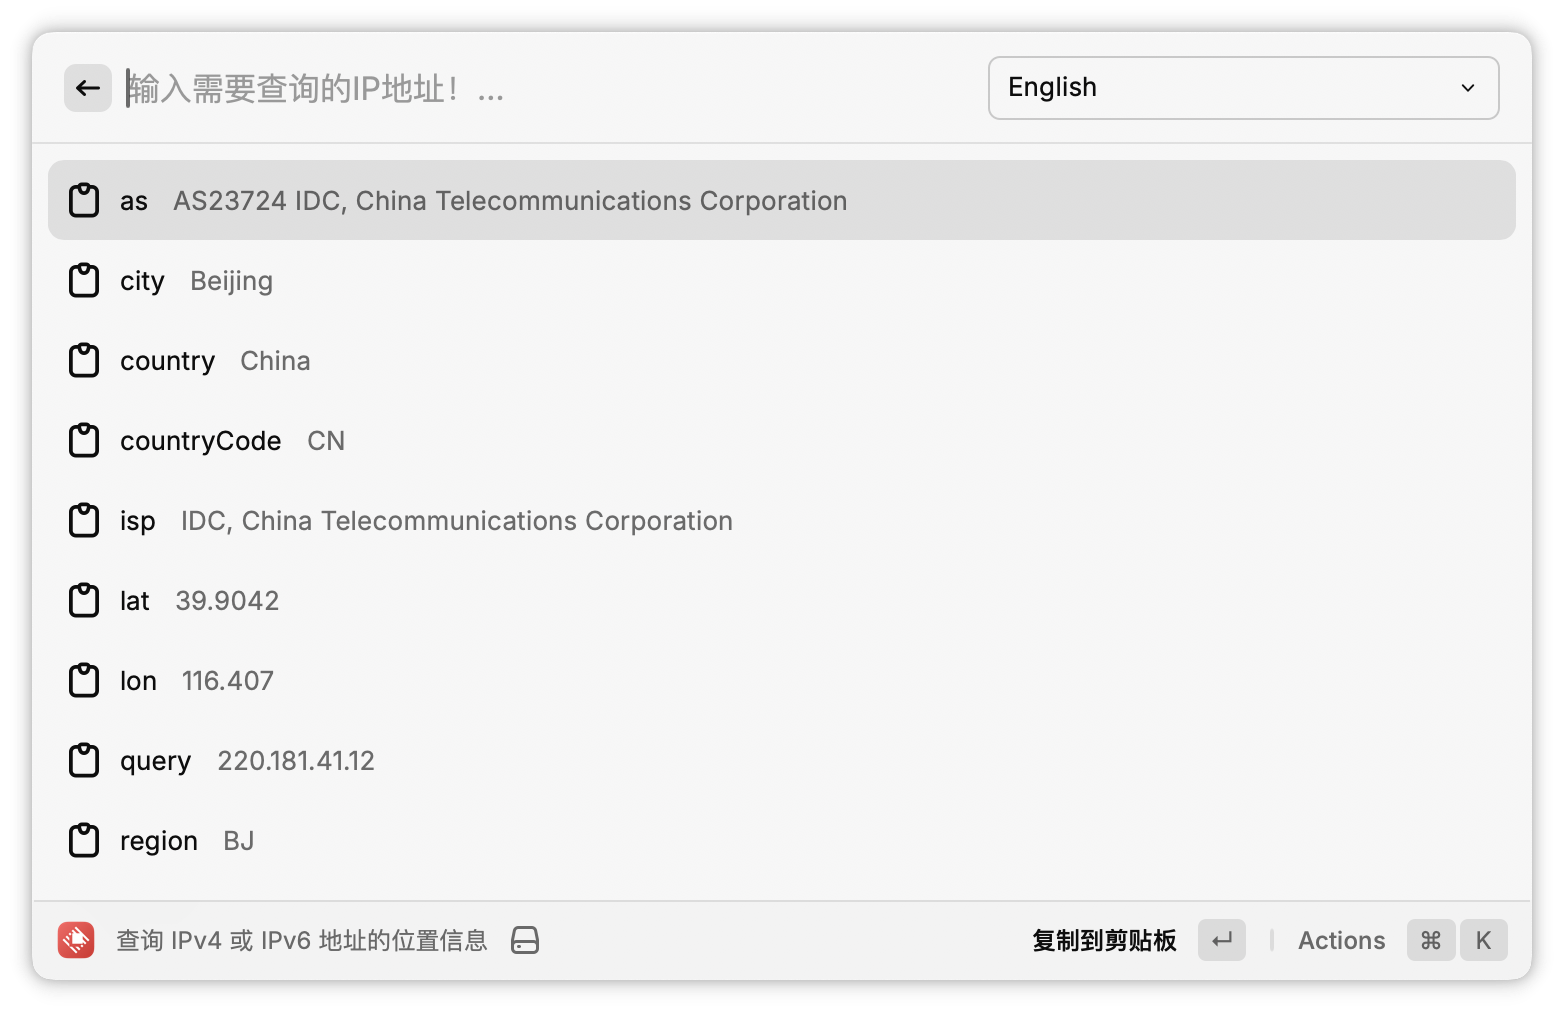 输入需要查询的IP地址！...
English
as AS23724 IDC, China Telecommunications Corporation
city Beijing
country China
countryCode CN
isp IDC, China Telecommunications Corporation
lat 39.9042
lon 116.407
query 220.181.41.12
region BJ
查询 IPv4 或 IPv6 地址的位置信息
复制到剪贴板 ↵ Actions ⌘ K